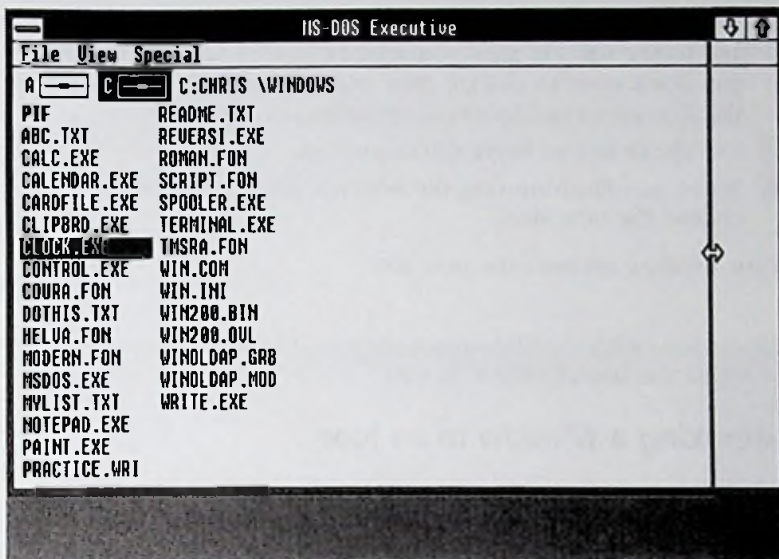 MS-DOS Executive
File View Special
A C C:CHRIS \WINDOWS
PIF README.TXT
ABC.TXT REVERSI.EXE
CALC.EXE ROMAN.FON
CALENDAR.EXE SCRIPT.FON
CARDFILE.EXE SPOOLER.EXE
CLIPBRD.EXE TERMINAL.EXE
CLOCK.EXE TMSRA.FON
CONTROL.EXE WIN.COM
COURA.FON WIN.INI
DOTHIS.TXT WIN200.BIN
HELVA.FON WIN200.OVL
MODERN.FON WINOLDAP.GRB
MSDOS.EXE WINOLDAP.MOD
MYLIST.TXT WRITE.EXE
NOTEPAD.EXE
PAINT.EXE
PRACTICE.WRI